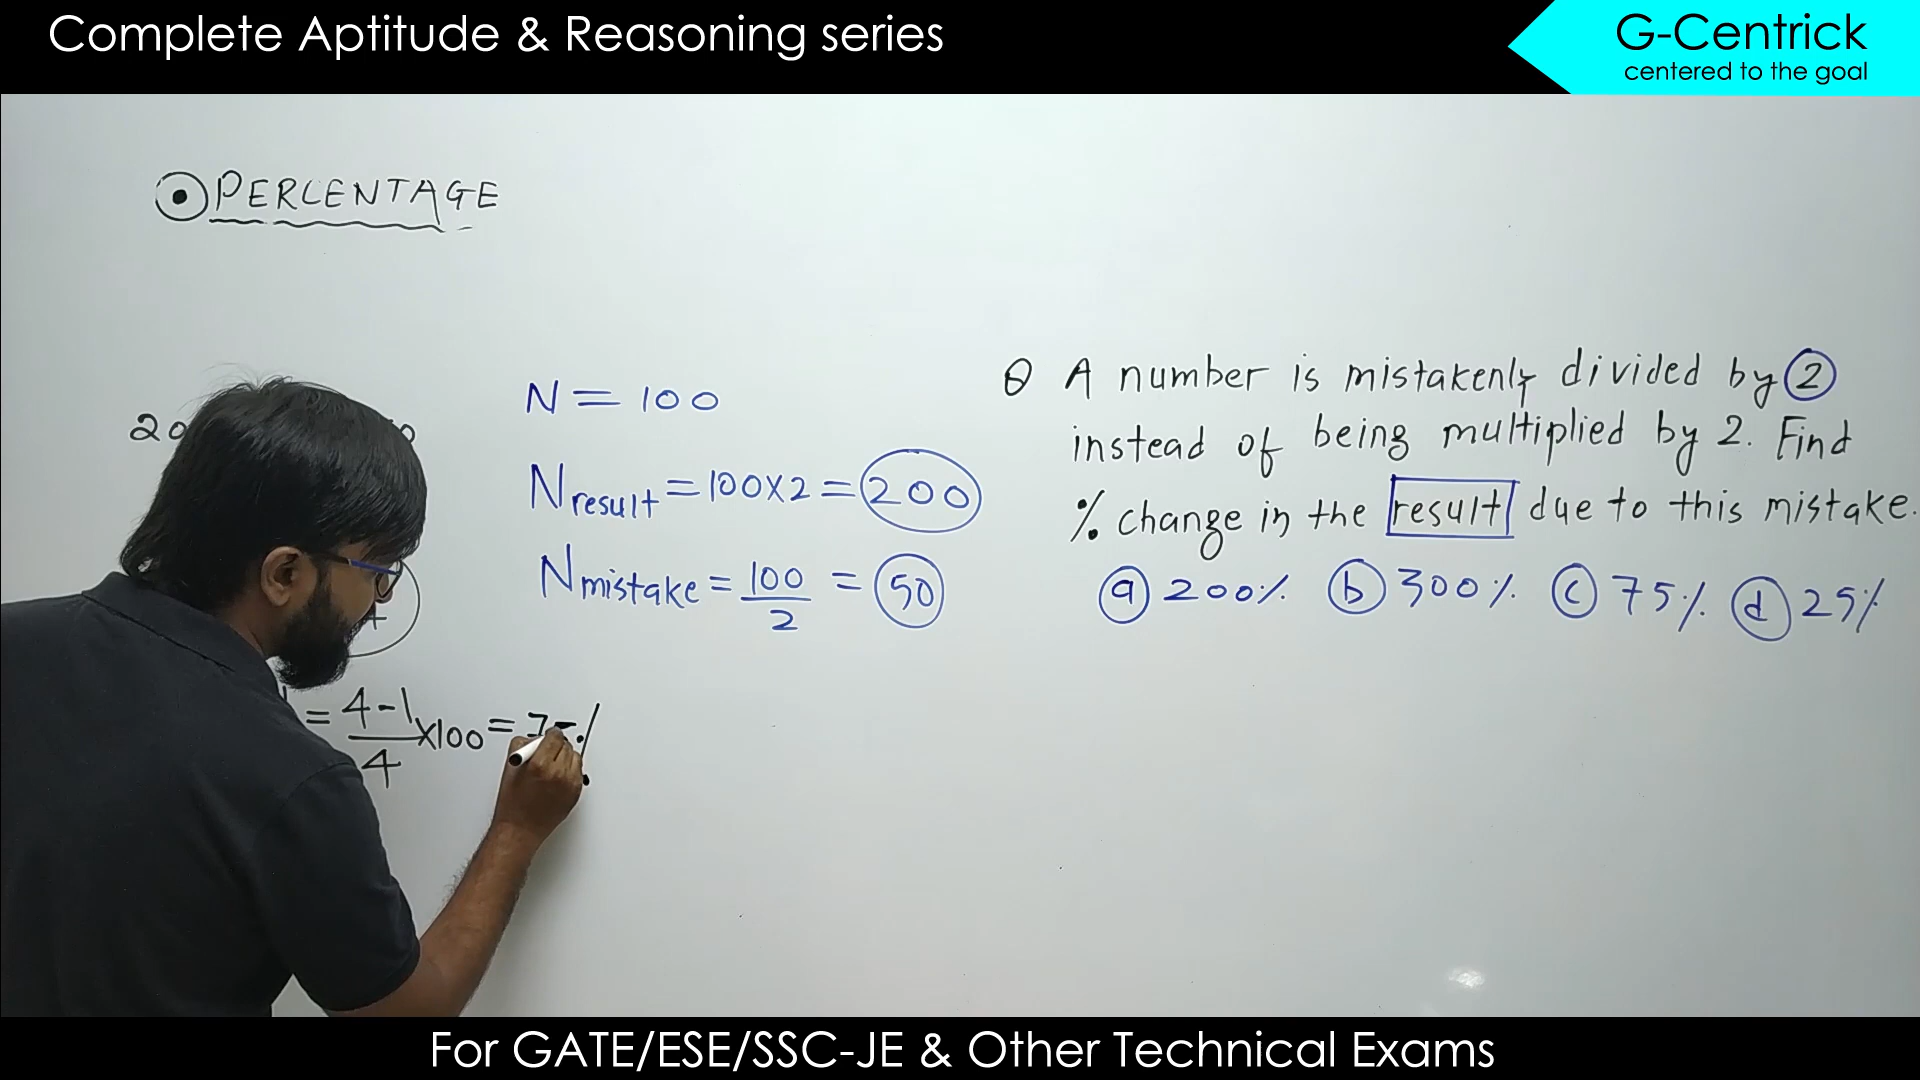 Complete Aptitude & Reasoning series
G-Centrick
centered to the goal
PERCENTAGE
N = 100
N result = 100 X 2 = 200
N mistake = 100/2 = 50
= 4-1/4 X 100 = 75%
Q A number is mistakenly divided by 2
instead of being multiplied by 2. Find
% change in the result due to this mistake.
a 200% b 300% c 75% d 25%
For GATE/ESE/SSC-JE & Other Technical Exams